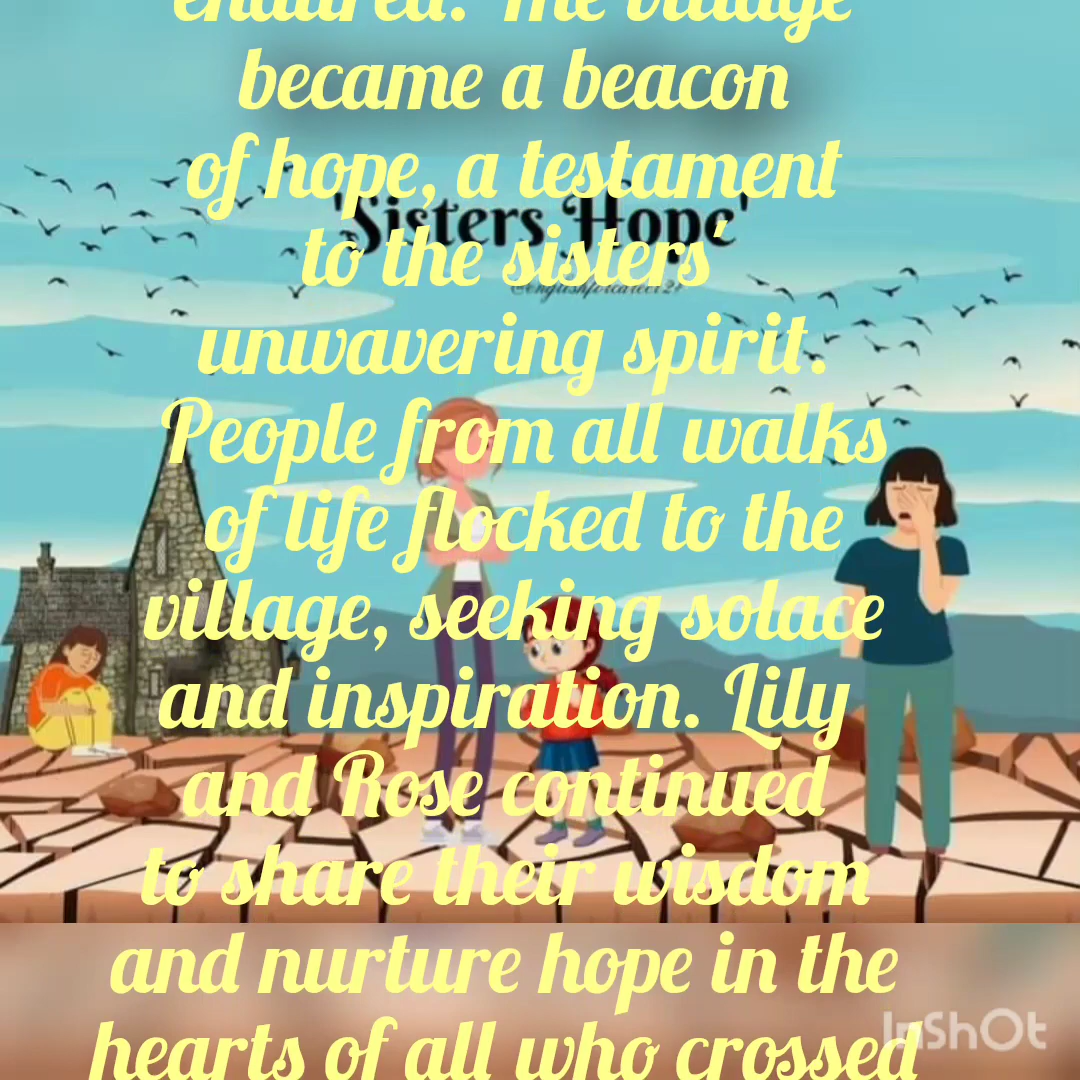 endured. The village
became a beacon
of hope, a testament
'Sisters Hope'
to the sisters'
@englishforcareer24
unwavering spirit.
People from all walks
of life flocked to the
village, seeking solace
and inspiration. Lily
and Rose continued
to share their wisdom
and nurture hope in the
hearts of all who crossed
InShOt